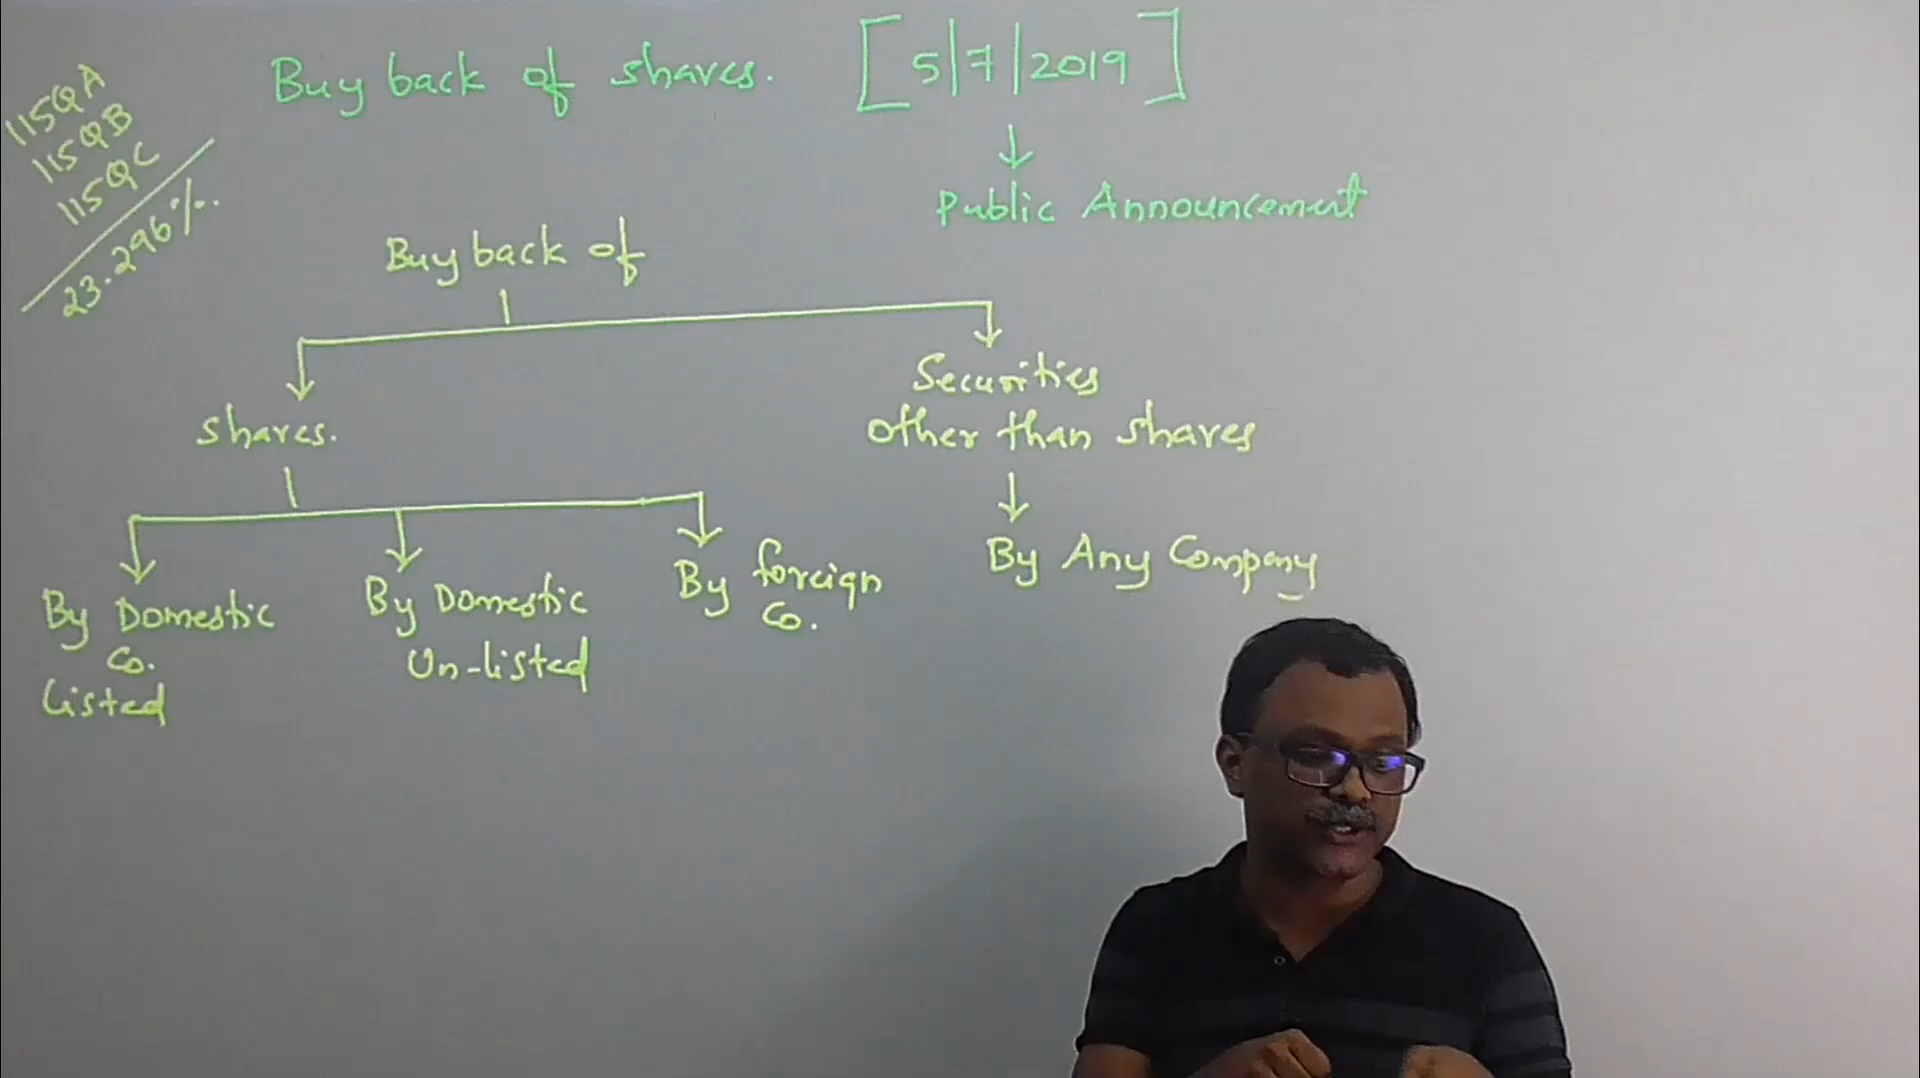 Buy back of shares. [5/7/2019]
Public Announcement
115QA
115QB
115QC
23.296%.
Buy back of
Shares.
Securities
other than shares
By Domestic
Co.
Listed
By Domestic
Un-listed
By foreign
Co.
By Any Company